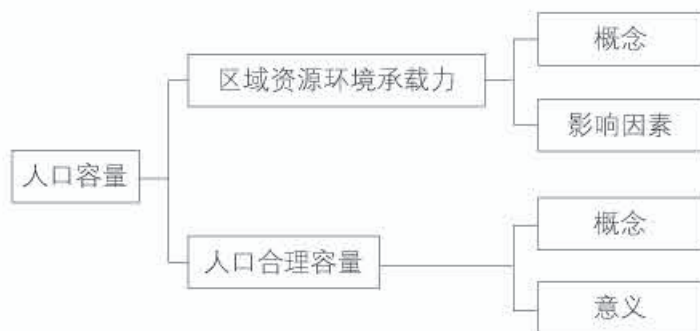 人口容量
区域资源环境承载力
概念
影响因素
人口合理容量
概念
意义